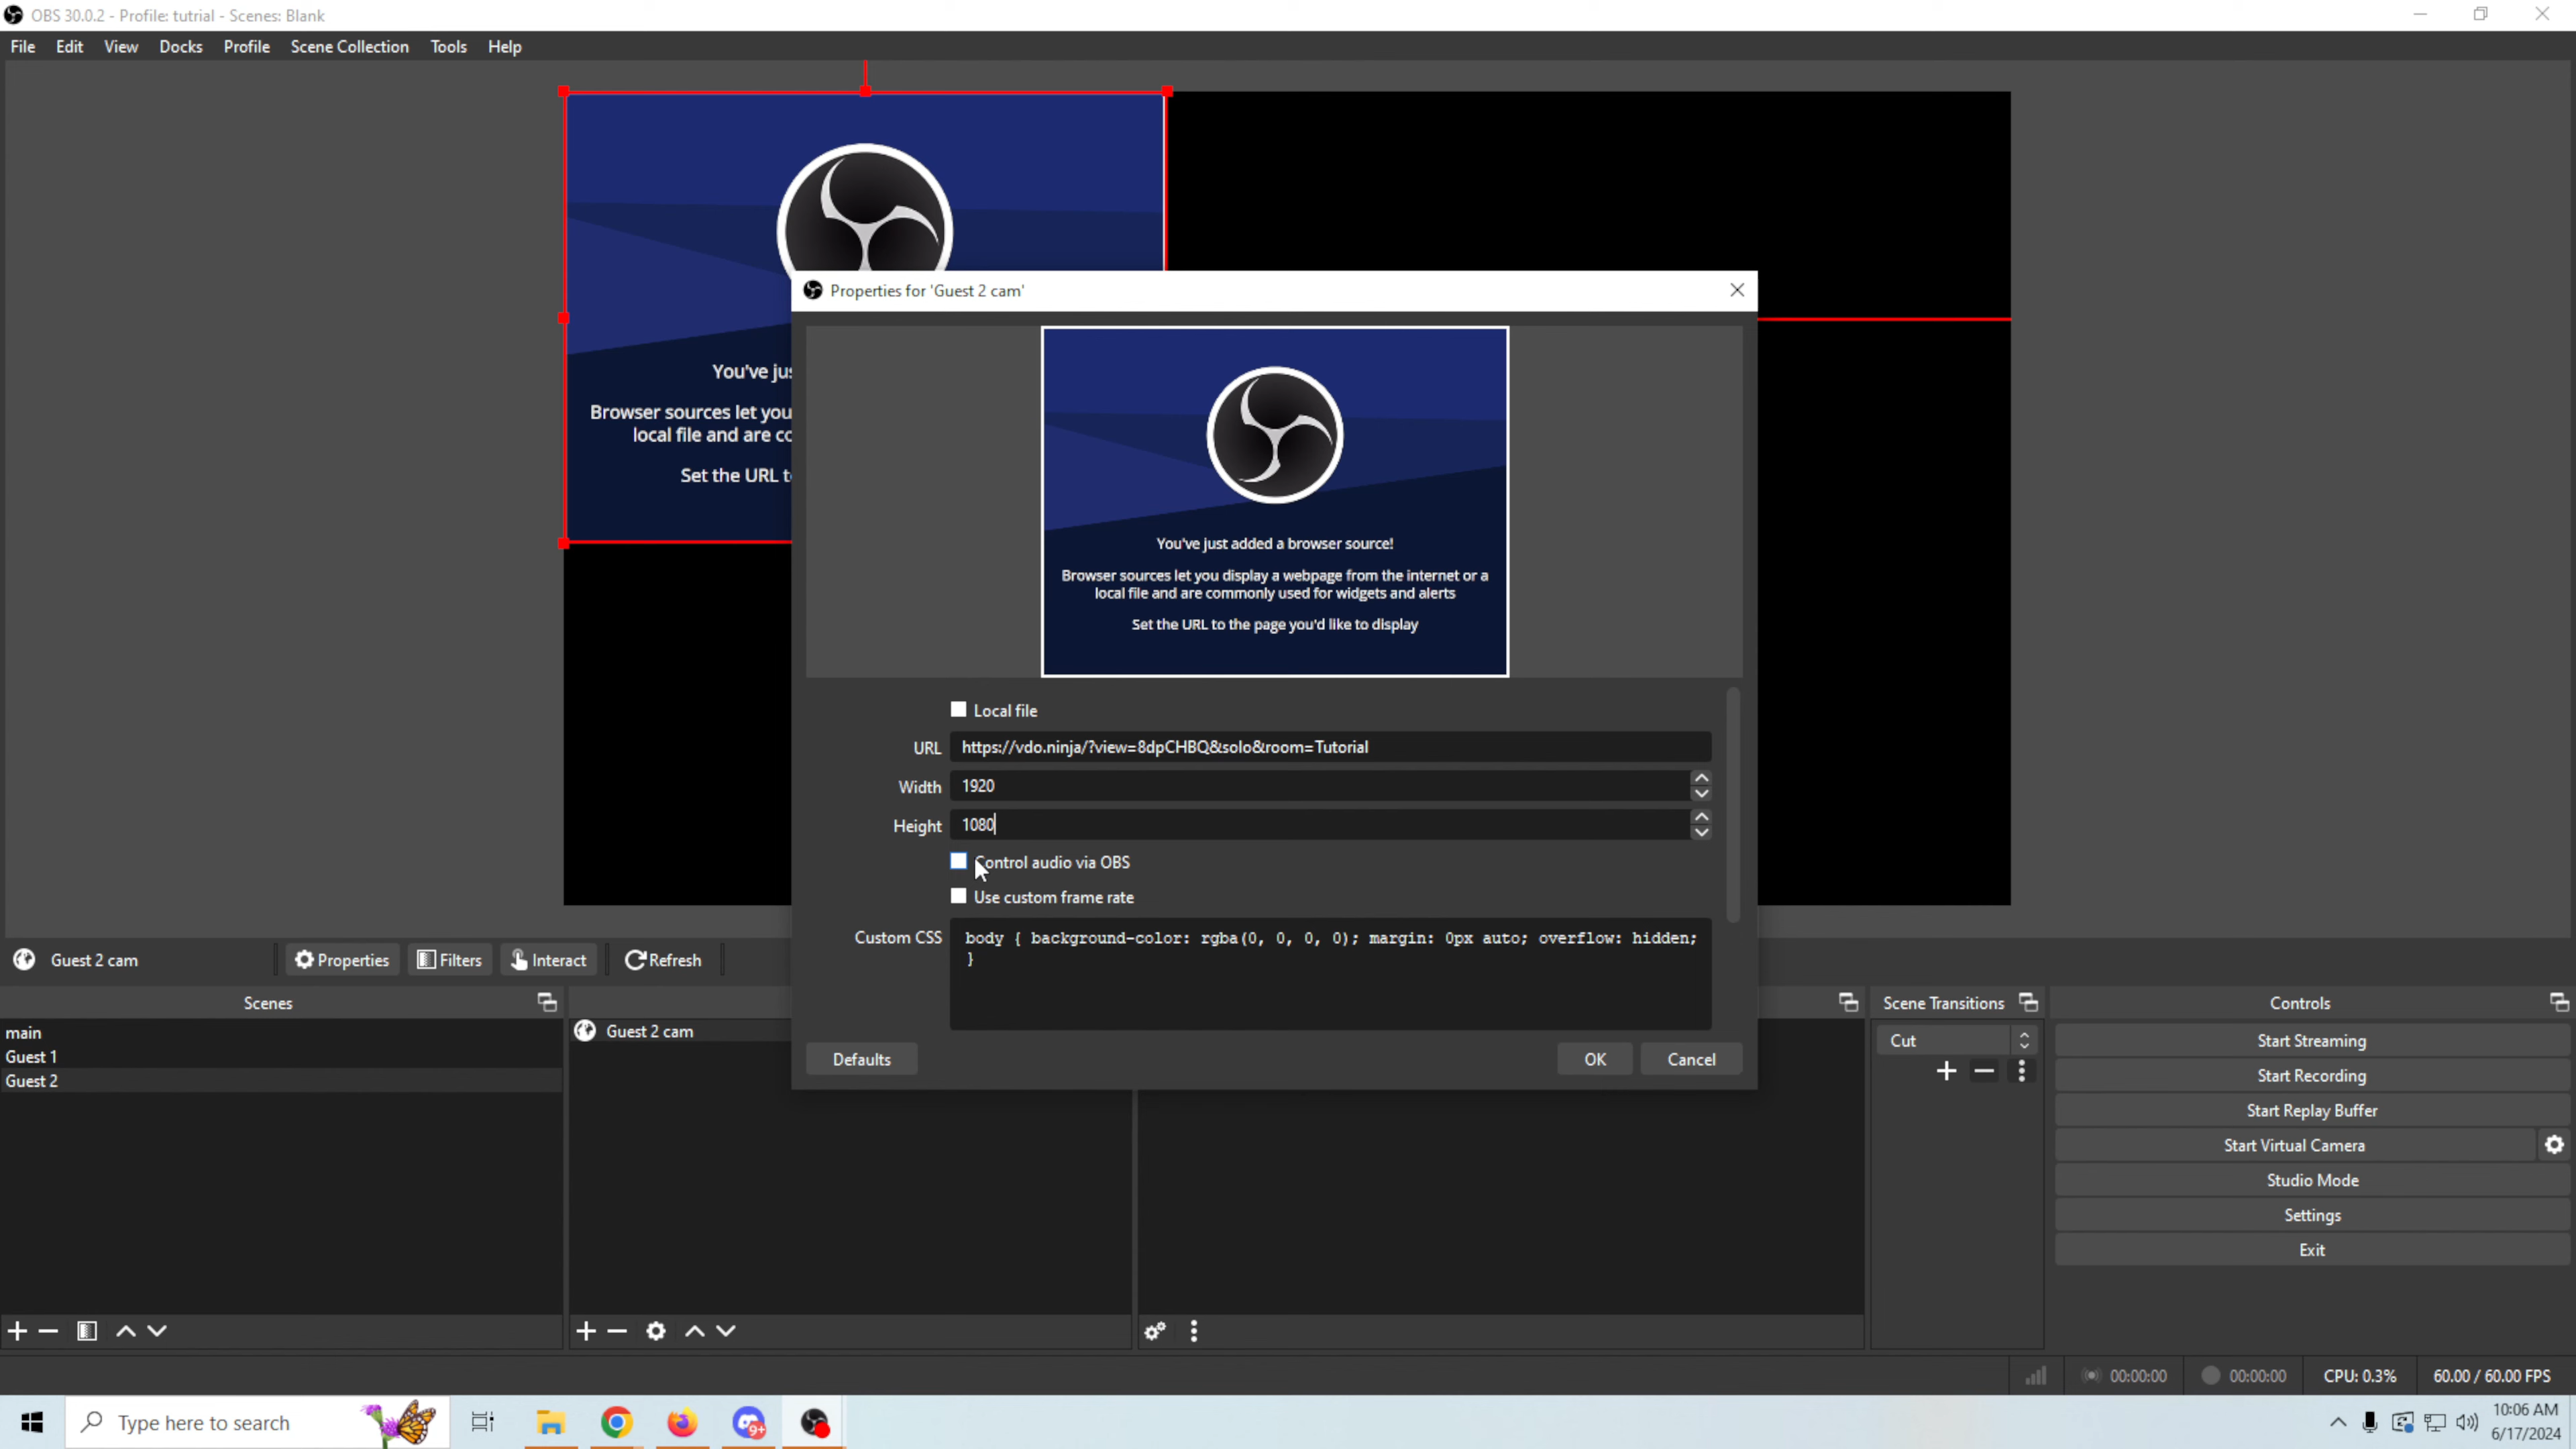 OBS 30.0.2 - Profile: tutrial - Scenes: Blank
File Edit View Docks Profile Scene Collection Tools Help
You've jus
Browser sources let you
local file and are co
Set the URL t
Properties for 'Guest 2 cam'
You've just added a browser source!
Browser sources let you display a webpage from the internet or a
local file and are commonly used for widgets and alerts
Set the URL to the page you'd like to display
Local file
URL https://vdo.ninja/?view=8dpCHBQ&solo&room=Tutorial
Width 1920
Height 1080
Control audio via OBS
Use custom frame rate
Custom CSS body { background-color: rgba(0, 0, 0, 0); margin: 0px auto; overflow: hidden;
}
Defaults OK Cancel
Guest 2 cam Properties Filters Interact Refresh
Scenes
main
Guest 1
Guest 2
Guest 2 cam
Scene Transitions
Cut
Controls
Start Streaming
Start Recording
Start Replay Buffer
Start Virtual Camera
Studio Mode
Settings
Exit
00:00:00 00:00:00 CPU: 0.3% 60.00 / 60.00 FPS
Type here to search
9+
10:06 AM
6/17/2024